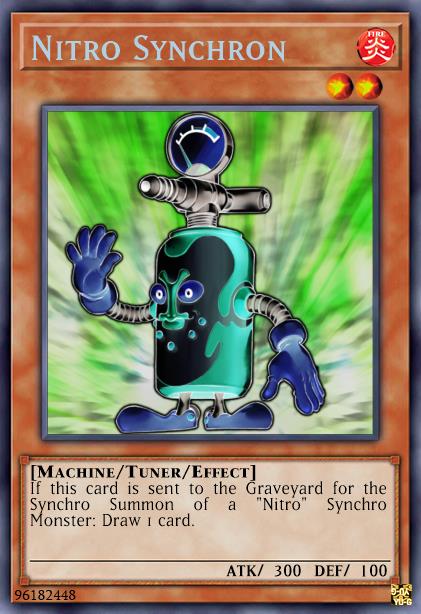 Nitro Synchron
FIRE
炎
[Machine/Tuner/Effect]
If this card is sent to the Graveyard for the
Synchro Summon of a "Nitro" Synchro
Monster: Draw 1 card.
ATK/ 300 DEF/ 100
96182448